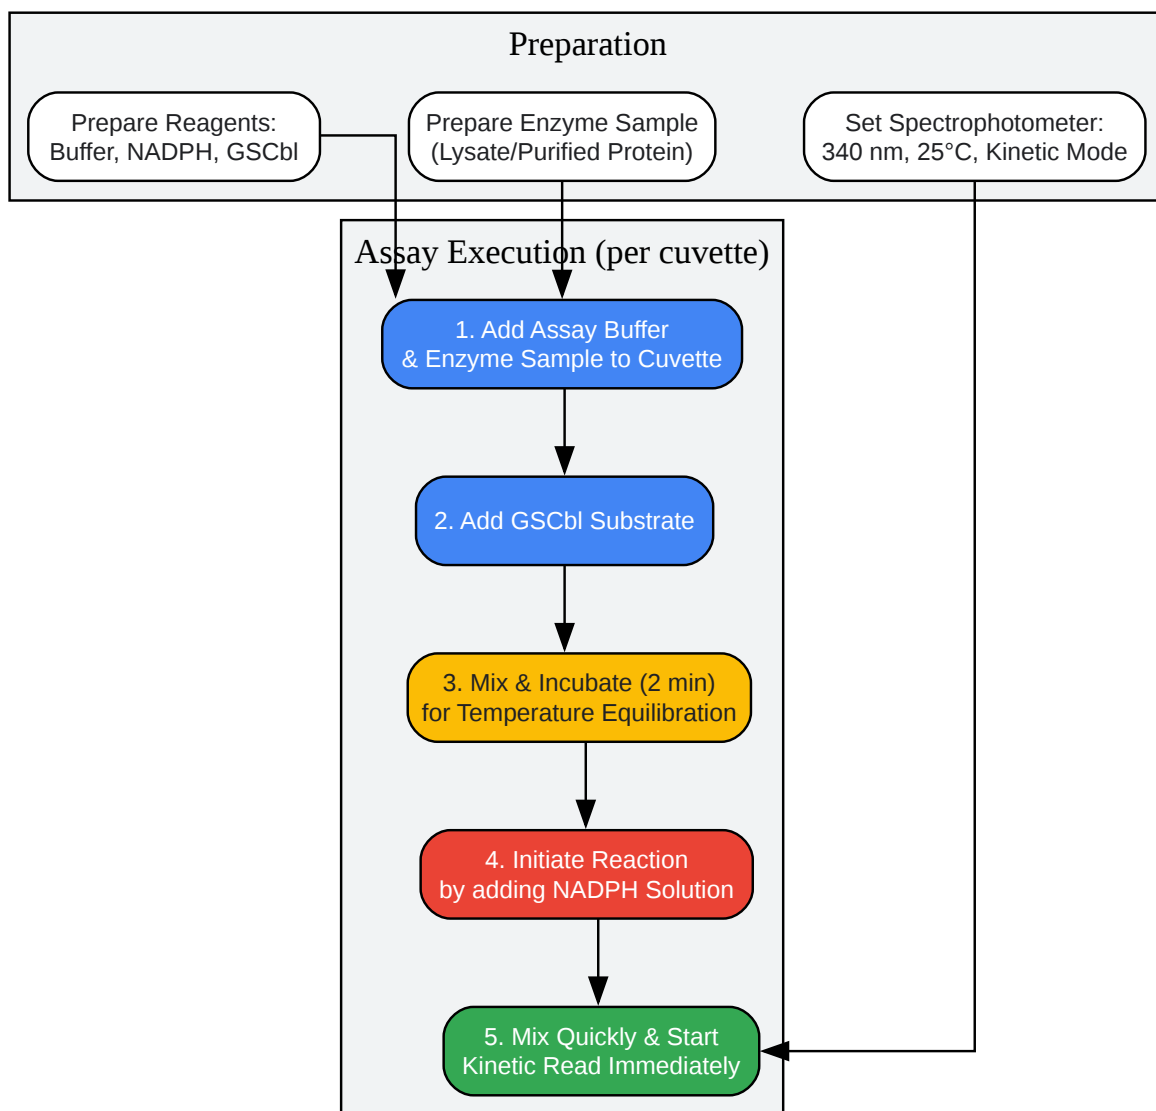 Preparation
Prepare Reagents:
Buffer, NADPH, GSCbl
Prepare Enzyme Sample
(Lysate/Purified Protein)
Set Spectrophotometer:
340 nm, 25°C, Kinetic Mode
Assay Execution (per cuvette)
1. Add Assay Buffer
& Enzyme Sample to Cuvette
2. Add GSCbl Substrate
3. Mix & Incubate (2 min)
for Temperature Equilibration
4. Initiate Reaction
by adding NADPH Solution
5. Mix Quickly & Start
Kinetic Read Immediately